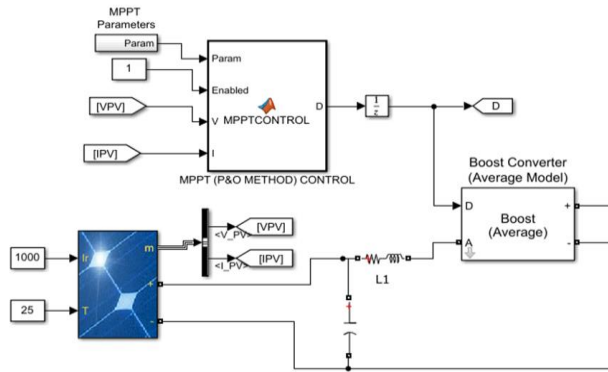 MPPT
Parameters
Param
Param
1
Enabled
[VPV]
V
MPPTCONTROL
D
1
z
D
[IPV]
I
MPPT (P&O METHOD) CONTROL
Boost Converter
(Average Model)
D
+
Boost
(Average)
A
-
<V_PV>
[VPV]
<I_PV>
[IPV]
m
1000
Ir
+
L1
25
T
-
+